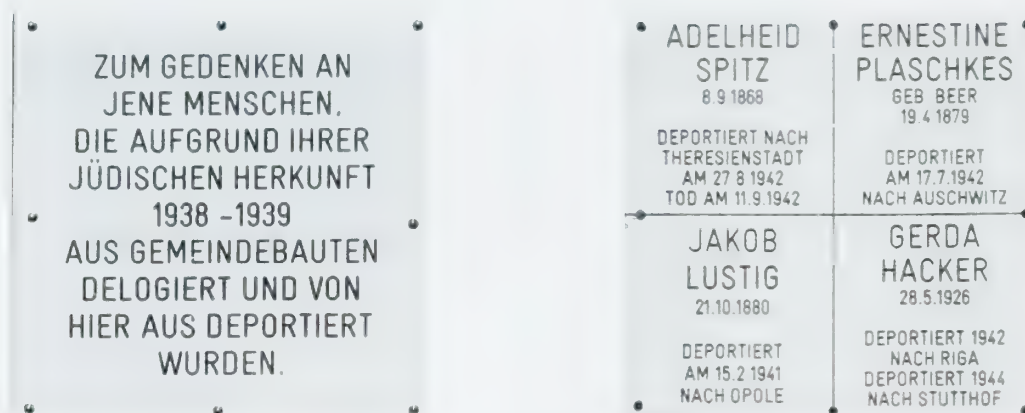 ZUM GEDENKEN AN
JENE MENSCHEN,
DIE AUFGRUND IHRER
JÜDISCHEN HERKUNFT
1938 -1939
AUS GEMEINDEBAUTEN
DELOGIERT UND VON
HIER AUS DEPORTIERT
WURDEN.
ADELHEID
SPITZ
8.9.1868
DEPORTIERT NACH
THERESIENSTADT
AM 27 8 1942
TOD AM 11.9.1942
ERNESTINE
PLASCHKES
GEB BEER
19.4 1879
DEPORTIERT
AM 17.7.1942
NACH AUSCHWITZ
JAKOB
LUSTIG
21.10.1880
DEPORTIERT
AM 15.2 1941
NACH OPOLE
GERDA
HACKER
28.5.1926
DEPORTIERT 1942
NACH RIGA
DEPORTIERT 1944
NACH STUTTHOF